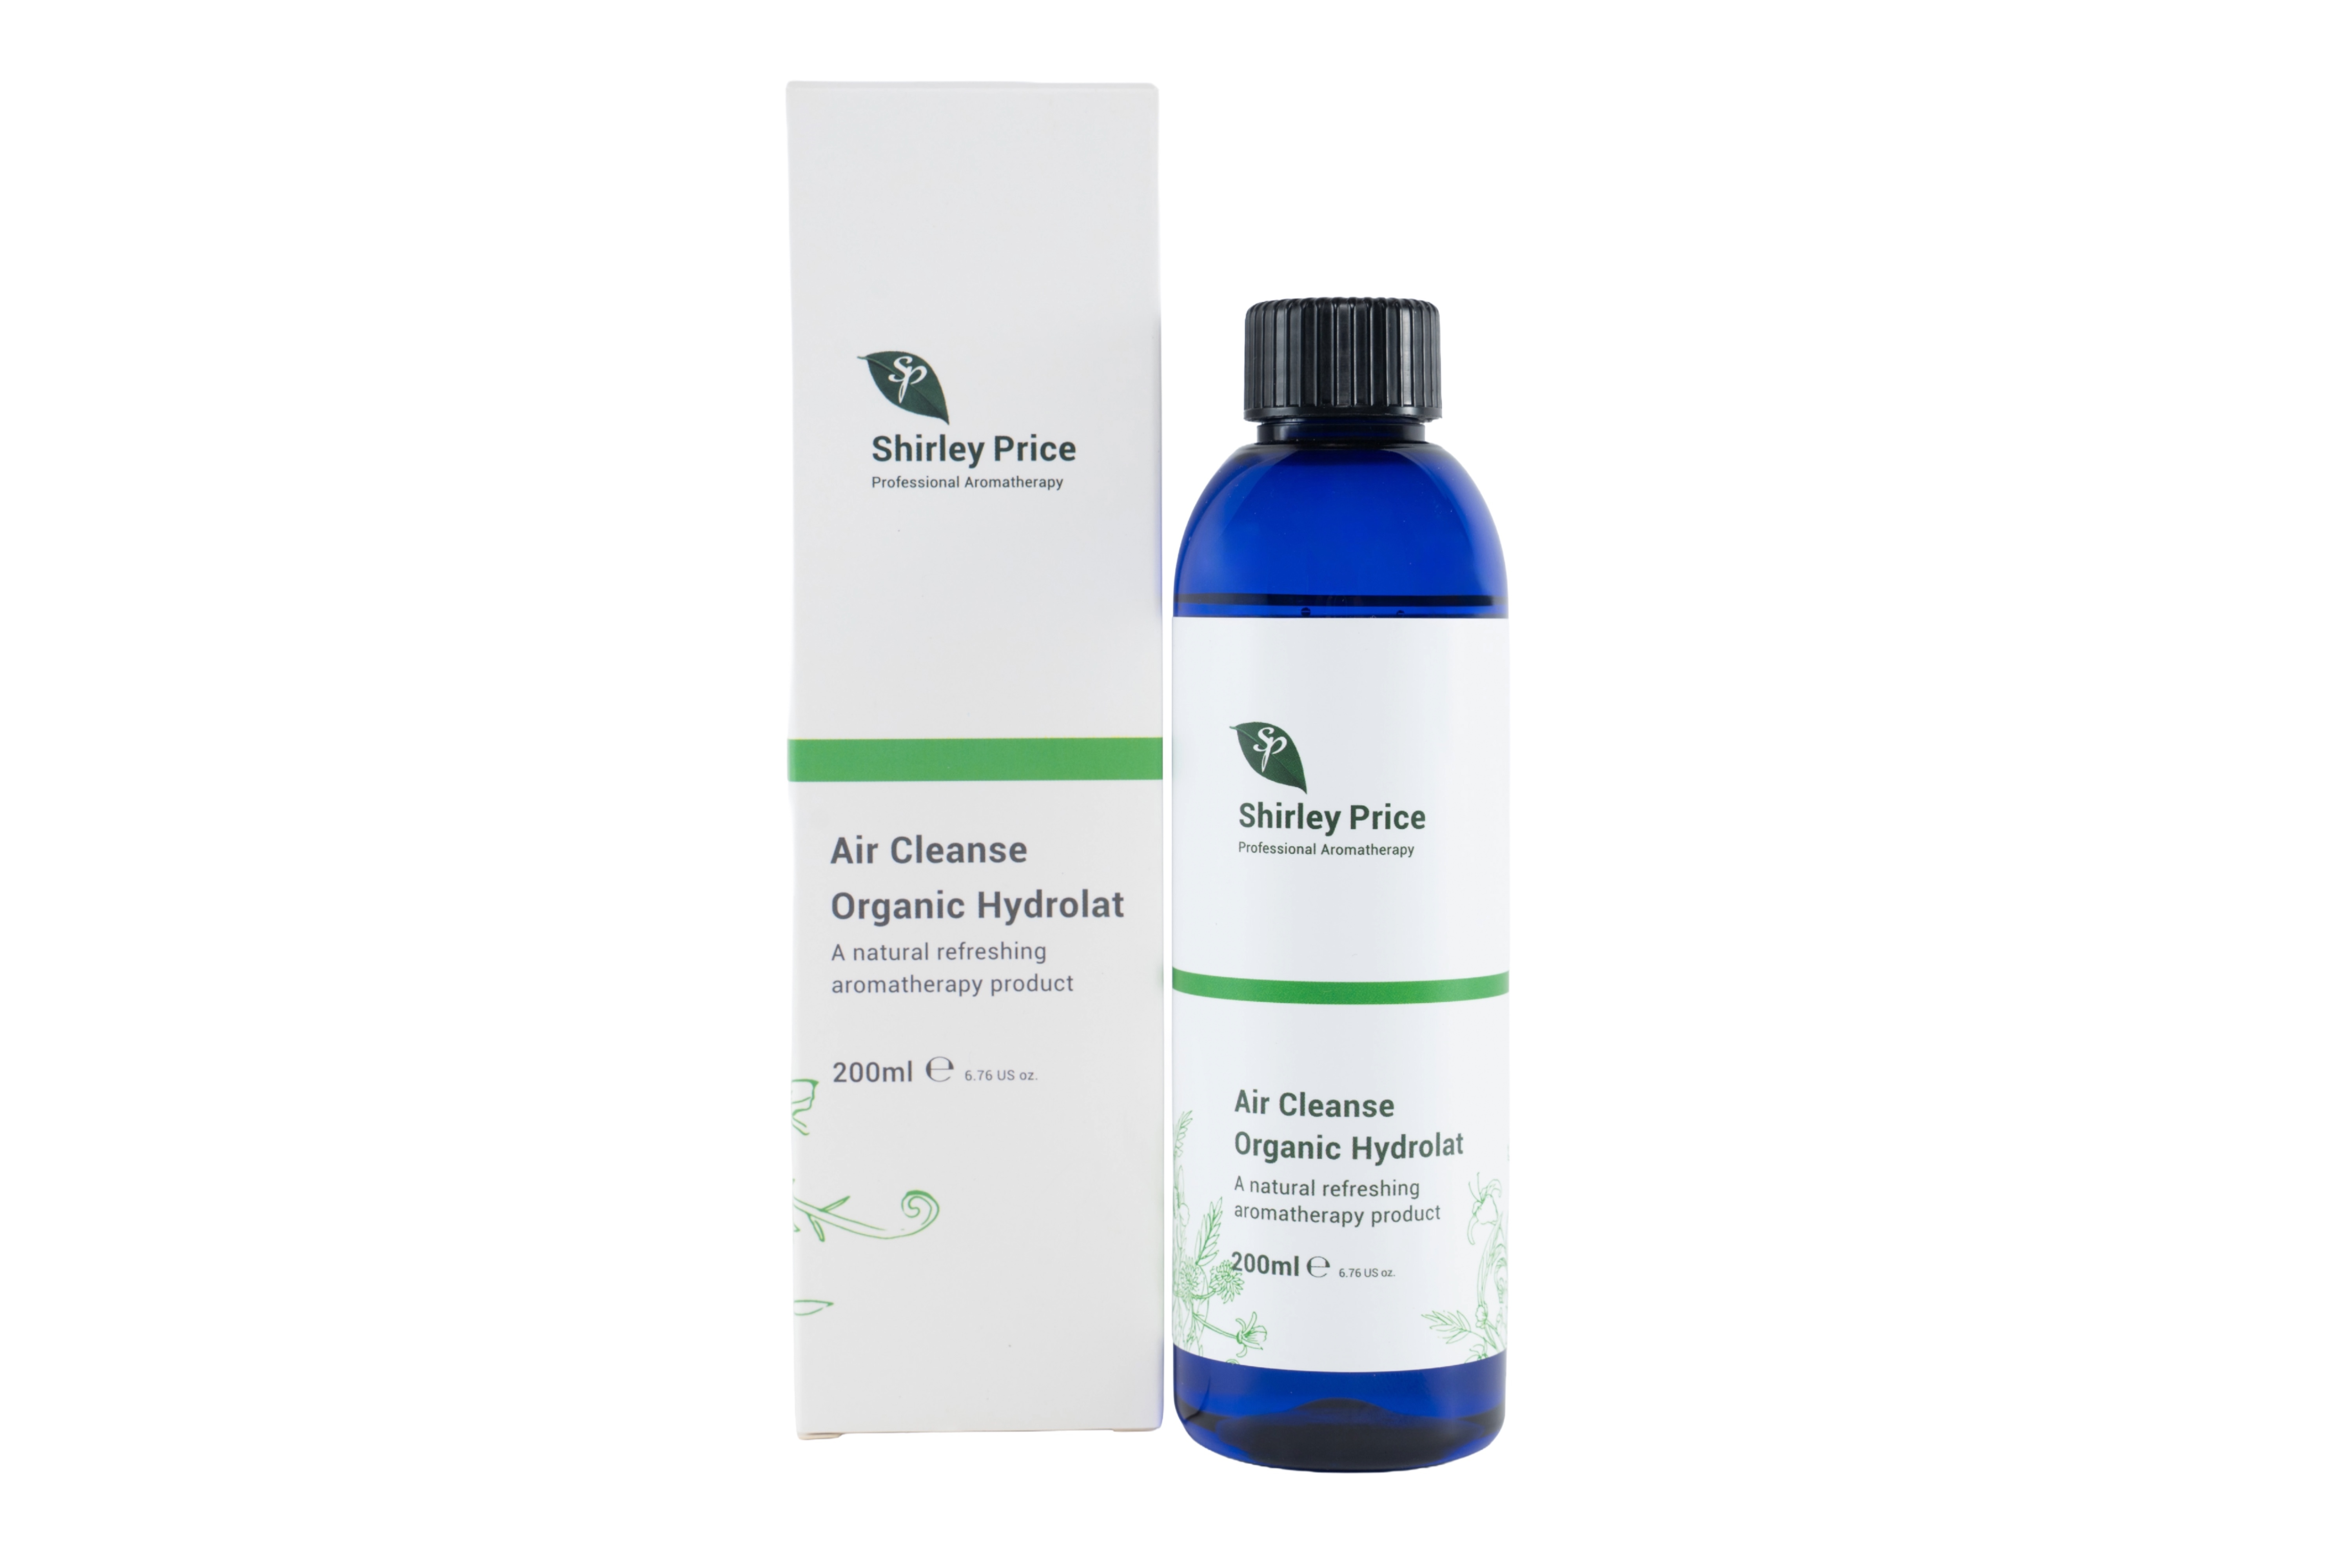 sp
Shirley Price
Professional Aromatherapy
Air Cleanse
Organic Hydrolat
A natural refreshing
aromatherapy product
200ml ℮ 6.76 US oz.
sp
Shirley Price
Professional Aromatherapy
Air Cleanse
Organic Hydrolat
A natural refreshing
aromatherapy product
200ml ℮ 6.76 US oz.